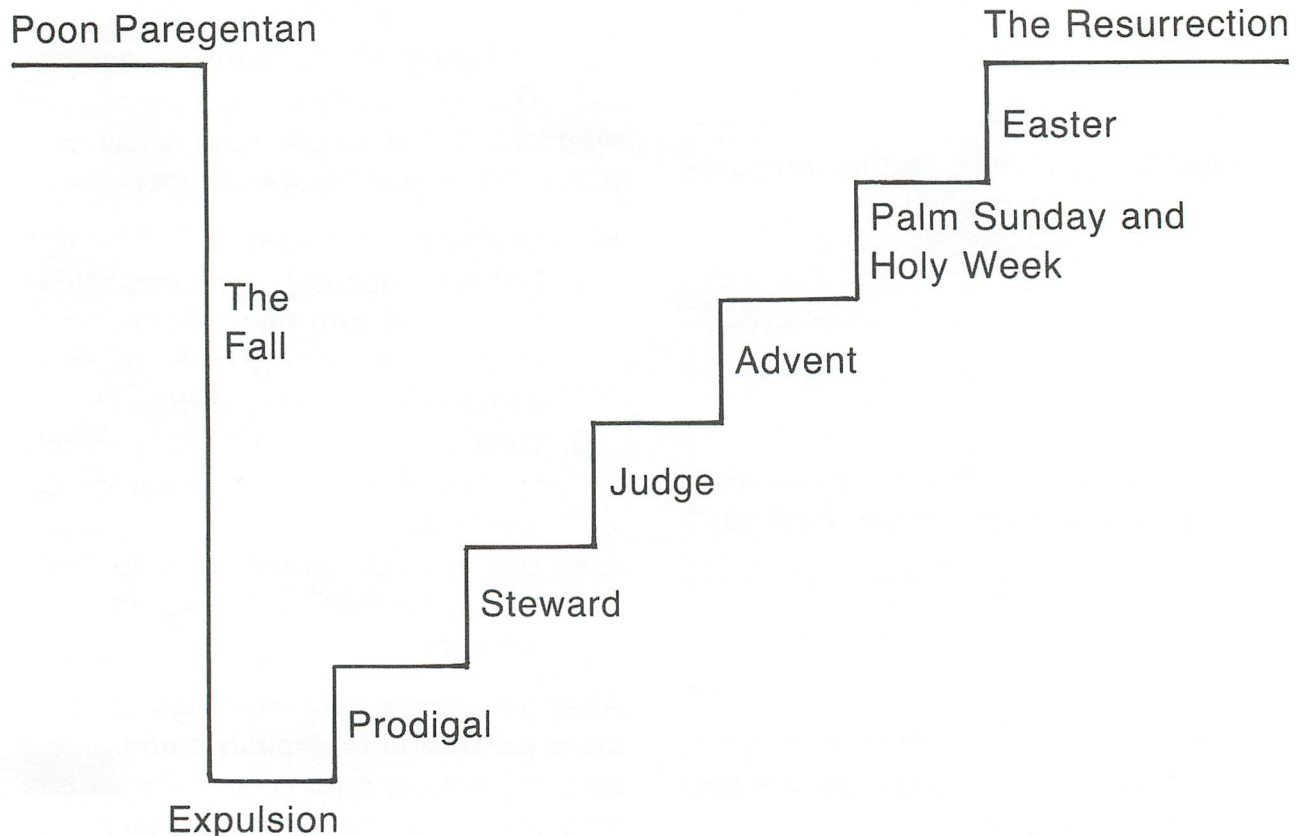 Poon Paregentan
The Resurrection
Easter
Palm Sunday and
Holy Week
The
Fall
Advent
Judge
Steward
Prodigal
Expulsion